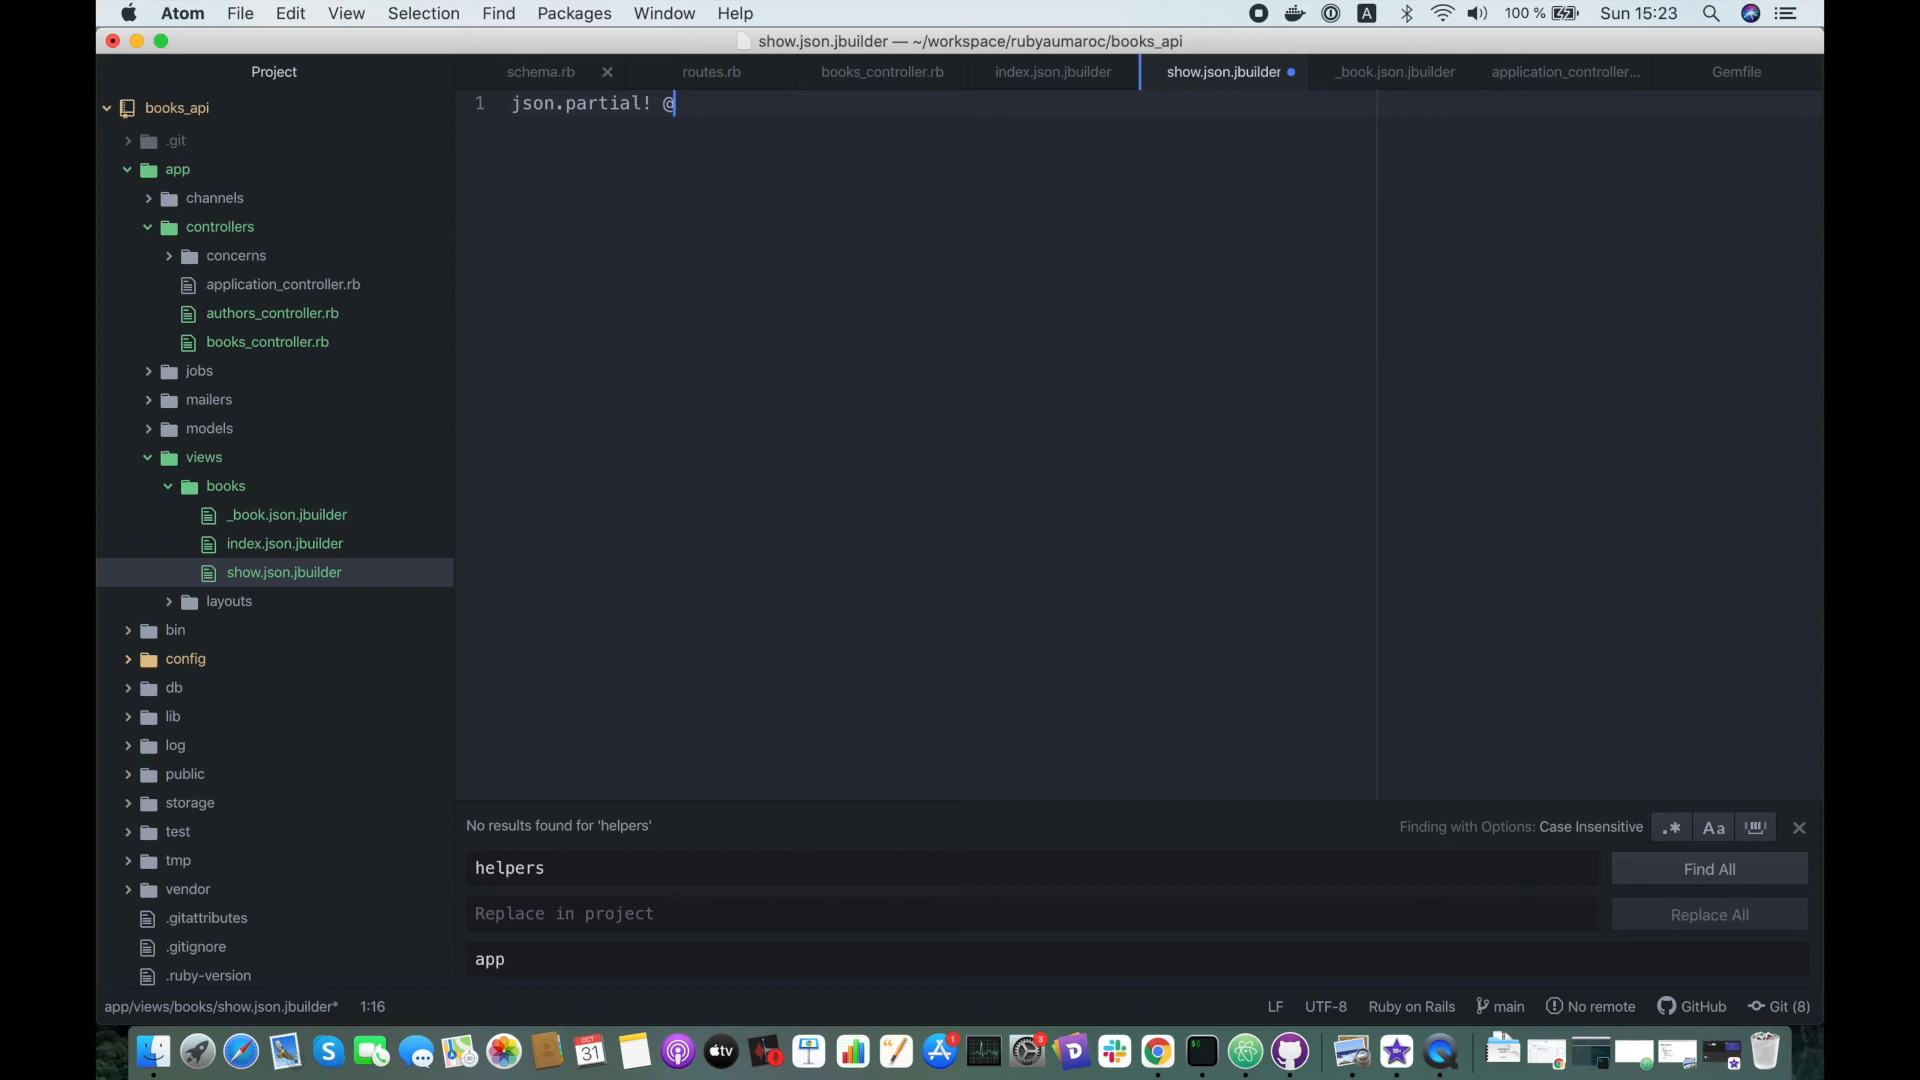 Atom File Edit View Selection Find Packages Window Help A 100 % Sun 15:23
show.json.jbuilder — ~/workspace/rubyaumaroc/books_api
Project schema.rb routes.rb books_controller.rb index.json.jbuilder show.json.jbuilder _book.json.jbuilder application_controller... Gemfile
1 json.partial! @
books_api
.git
app
channels
controllers
concerns
application_controller.rb
authors_controller.rb
books_controller.rb
jobs
mailers
models
views
books
_book.json.jbuilder
index.json.jbuilder
show.json.jbuilder
layouts
bin
config
db
lib
log
public
storage
test
tmp
vendor
.gitattributes
.gitignore
.ruby-version
No results found for 'helpers' Finding with Options: Case Insensitive .* Aa
helpers Find All
Replace in project Replace All
app
app/views/books/show.json.jbuilder* 1:16 LF UTF-8 Ruby on Rails main No remote GitHub Git (8)
OCT 31 tv 1 3